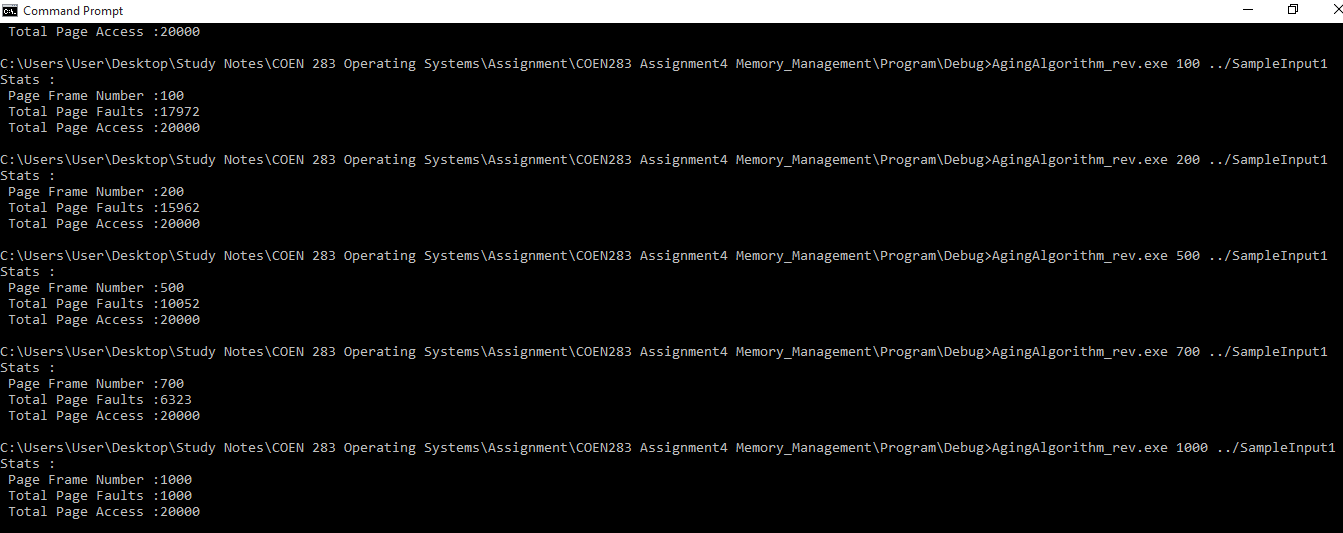 Command Prompt
Total Page Access :20000
C:\Users\User\Desktop\Study Notes\COEN 283 Operating Systems\Assignment\COEN283 Assignment4 Memory_Management\Program\Debug>AgingAlgorithm_rev.exe 100 ../SampleInput1
Stats :
Page Frame Number :100
Total Page Faults :17972
Total Page Access :20000
C:\Users\User\Desktop\Study Notes\COEN 283 Operating Systems\Assignment\COEN283 Assignment4 Memory_Management\Program\Debug>AgingAlgorithm_rev.exe 200 ../SampleInput1
Stats :
Page Frame Number :200
Total Page Faults :15962
Total Page Access :20000
C:\Users\User\Desktop\Study Notes\COEN 283 Operating Systems\Assignment\COEN283 Assignment4 Memory_Management\Program\Debug>AgingAlgorithm_rev.exe 500 ../SampleInput1
Stats :
Page Frame Number :500
Total Page Faults :10052
Total Page Access :20000
C:\Users\User\Desktop\Study Notes\COEN 283 Operating Systems\Assignment\COEN283 Assignment4 Memory_Management\Program\Debug>AgingAlgorithm_rev.exe 700 ../SampleInput1
Stats :
Page Frame Number :700
Total Page Faults :6323
Total Page Access :20000
C:\Users\User\Desktop\Study Notes\COEN 283 Operating Systems\Assignment\COEN283 Assignment4 Memory_Management\Program\Debug>AgingAlgorithm_rev.exe 1000 ../SampleInput1
Stats :
Page Frame Number :1000
Total Page Faults :1000
Total Page Access :20000